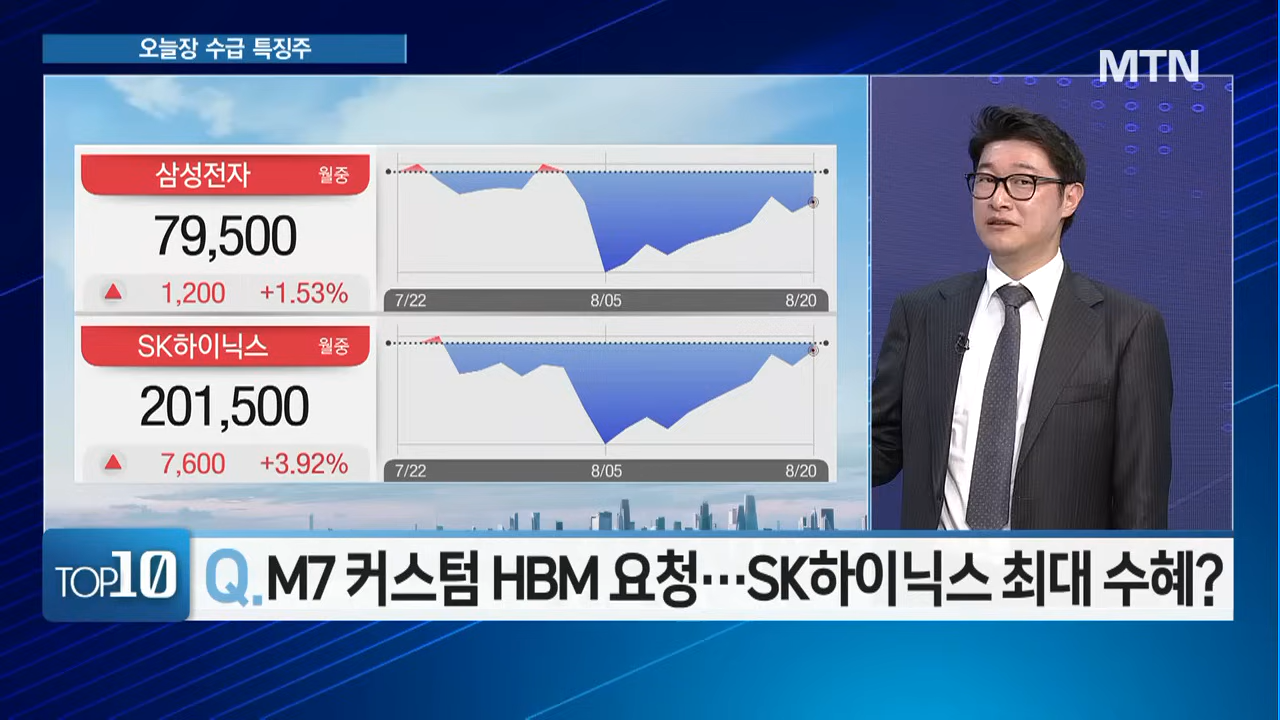 오늘장 수급 특징주
MTN
삼성전자 월중
79,500
▲ 1,200 +1.53%
7/22 8/05 8/20
SK하이닉스 월중
201,500
▲ 7,600 +3.92%
7/22 8/05 8/20
TOP10 Q.M7 커스텀 HBM 요청…SK하이닉스 최대 수혜?